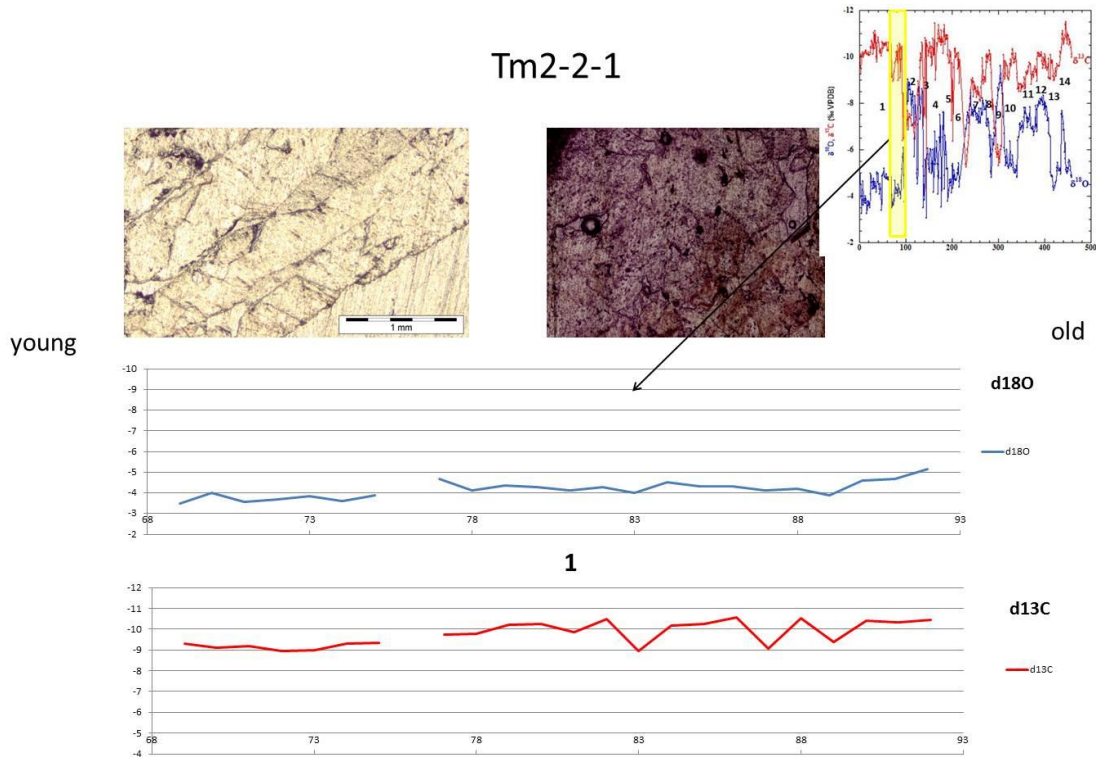 Tm2-2-1
-12
-10
-8
-6
-4
-2
δ¹⁸O, δ¹³C (‰ VPDB)
δ¹³C
δ¹⁸O
1
2
3
4
5
6
7
8
9
10
11
12
13
14
0 100 200 300 400 500
1 mm
young
old
-10
-9
-8
-7
-6
-5
-4
-3
-2
68 73 78 83 88 93
d18O
d18O
1
-12
-11
-10
-9
-8
-7
-6
-5
-4
68 73 78 83 88 93
d13C
d13C